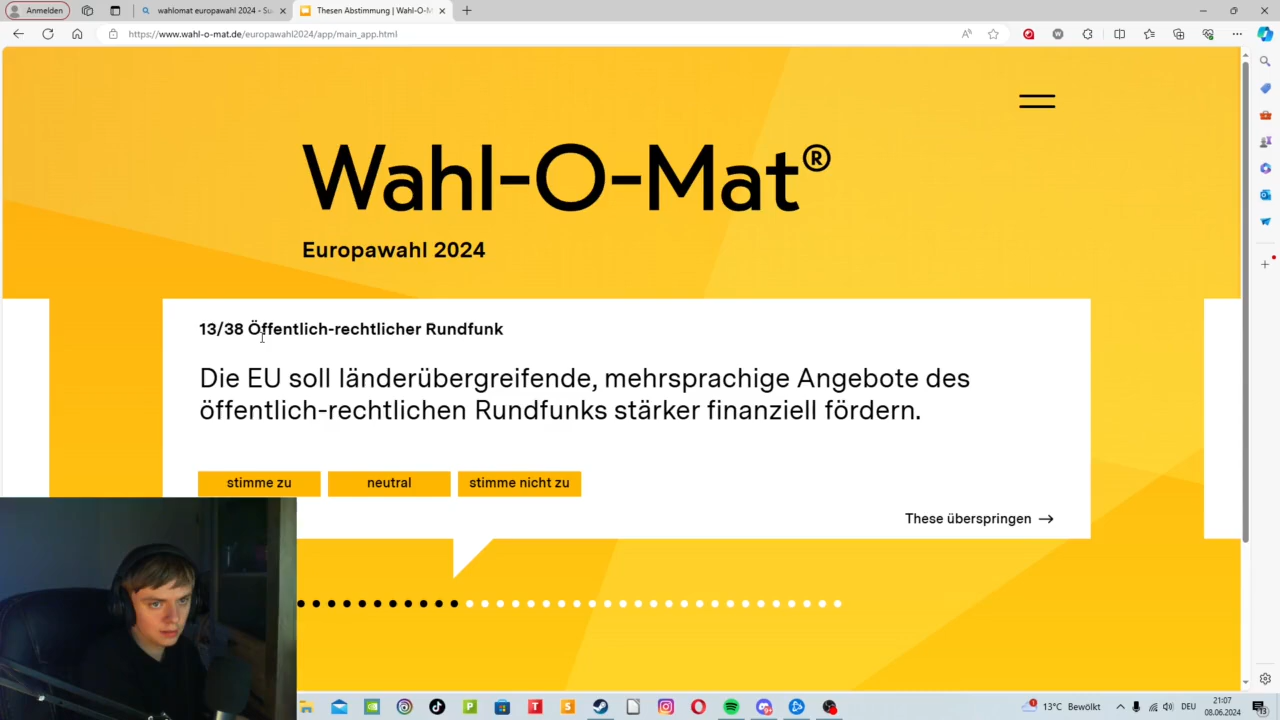 Anmelden
wahlomat europawahl 2024 - Su
Thesen Abstimmung | Wahl-O-M
https://www.wahl-o-mat.de/europawahl2024/app/main_app.html
Wahl-O-Mat®
Europawahl 2024
13/38 Öffentlich-rechtlicher Rundfunk
Die EU soll länderübergreifende, mehrsprachige Angebote des
öffentlich-rechtlichen Rundfunks stärker finanziell fördern.
stimme zu
neutral
stimme nicht zu
These überspringen →
13°C Bewölkt
DEU
21:07
08.06.2024